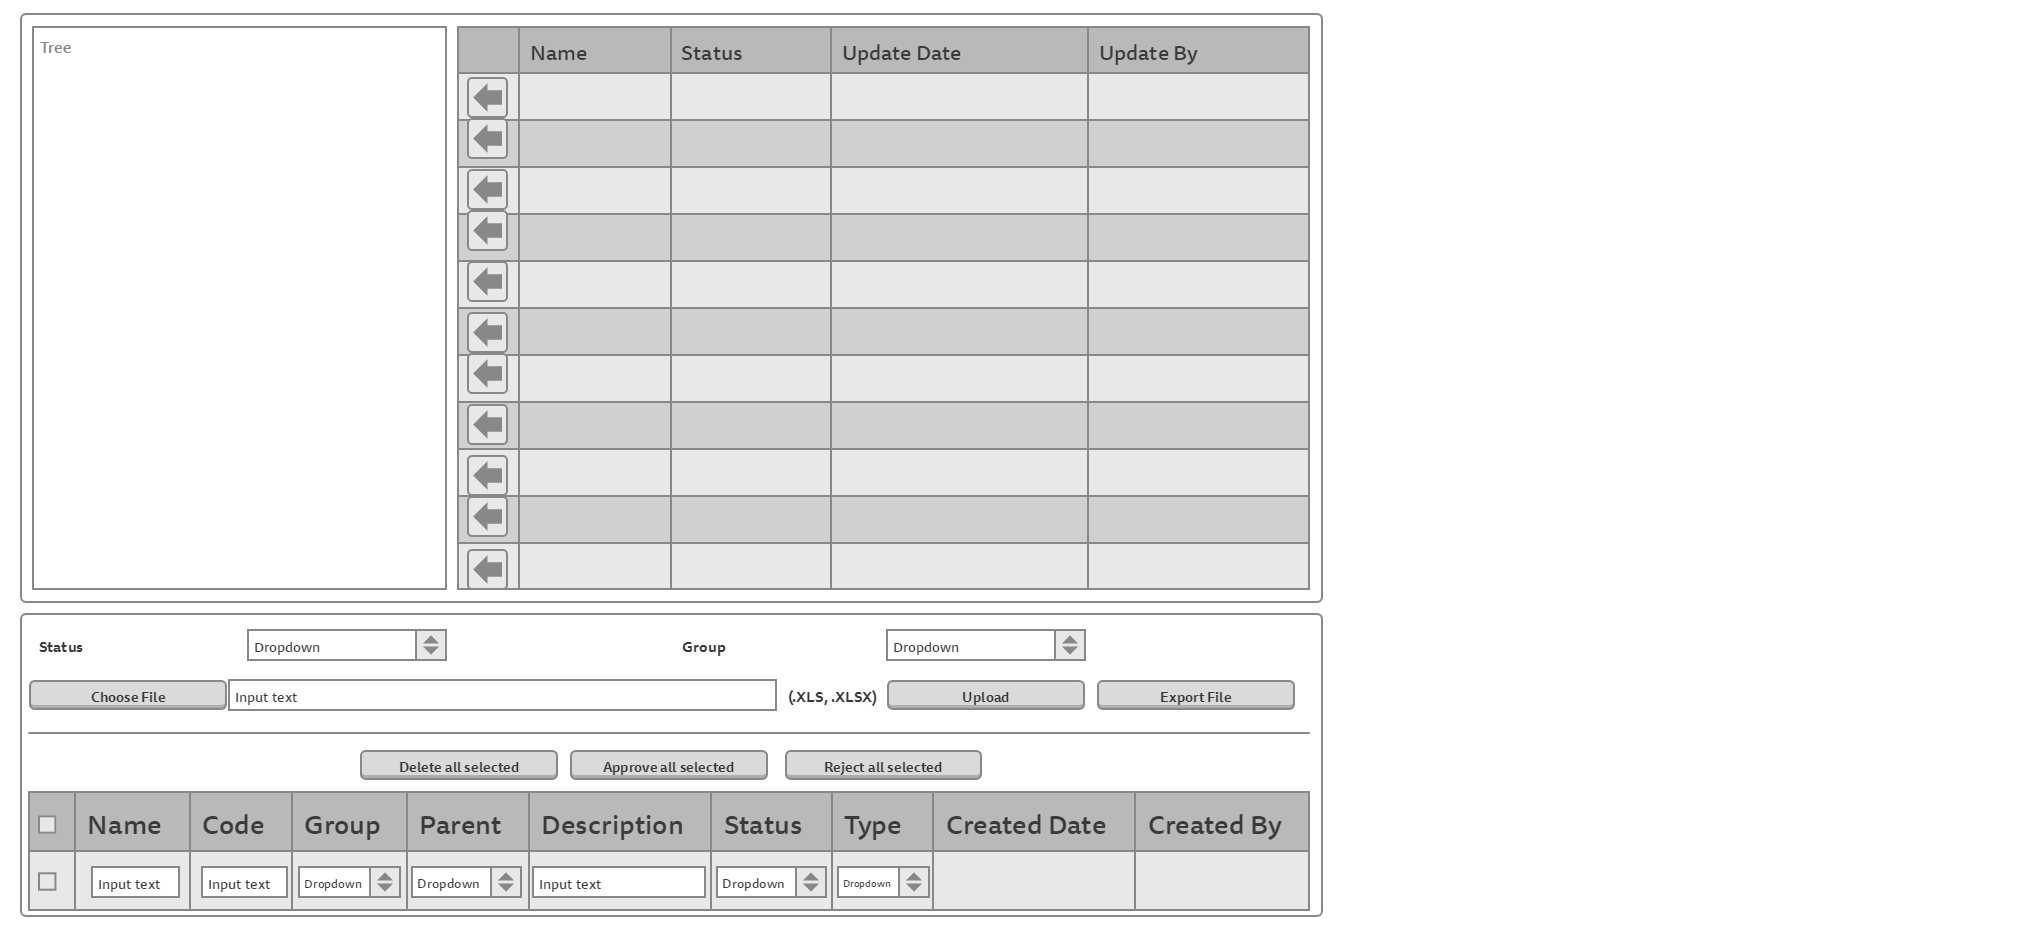 Tree
Name Status Update Date Update By
Status Dropdown Group Dropdown
Choose File Input text (.XLS, .XLSX) Upload Export File
Delete all selected Approve all selected Reject all selected
Name Code Group Parent Description Status Type Created Date Created By
Input text Input text Dropdown Dropdown Input text Dropdown Dropdown